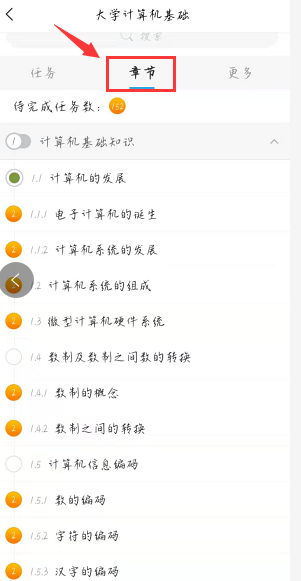 大学计算机基础
搜索
任务 章节 更多
待完成任务数: 152
1 计算机基础知识
1.1 计算机的发展
2 1.1.1 电子计算机的诞生
2 1.1.2 计算机系统的发展
1.2 计算机系统的组成
2 1.3 微型计算机硬件系统
1.4 数制及数制之间数的转换
2 1.4.1 数制的概念
2 1.4.2 数制之间的转换
1.5 计算机信息编码
2 1.5.1 数的编码
2 1.5.2 字符的编码
2 1.5.3 汉字的编码